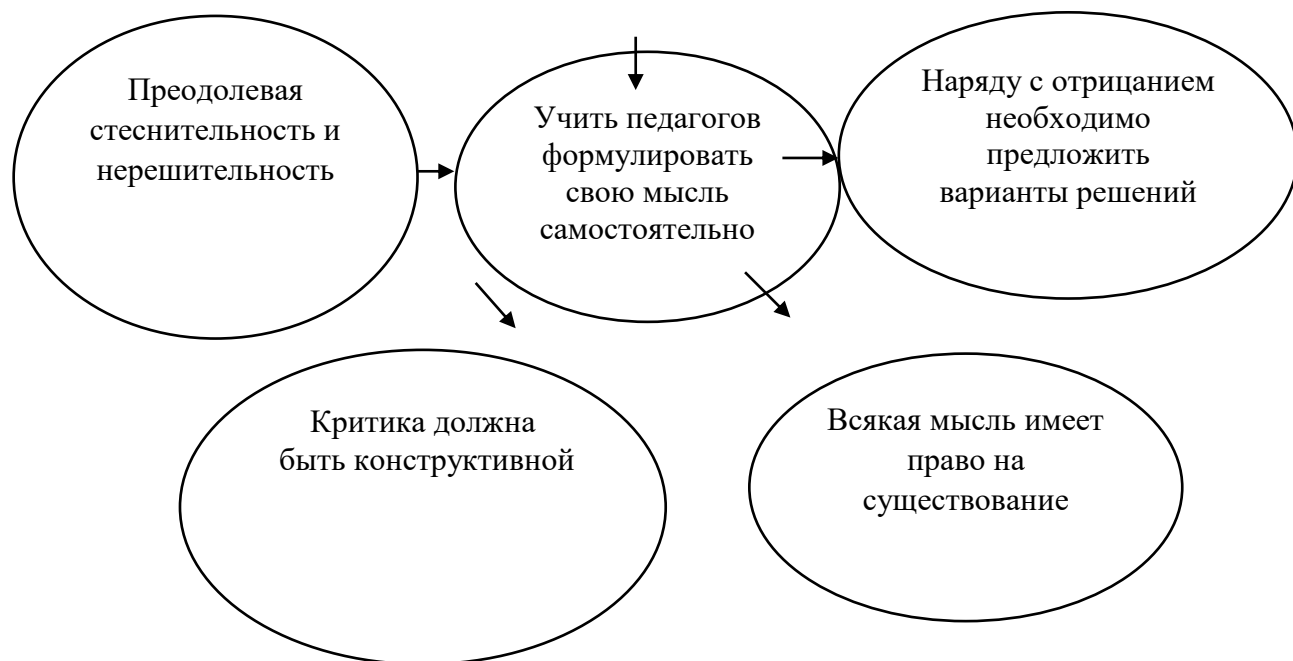 Преодолевая
стеснительность и
нерешительность
Учить педагогов
формулировать
свою мысль
самостоятельно
Наряду с отрицанием
необходимо
предложить
варианты решений
Критика должна
быть конструктивной
Всякая мысль имеет
право на
существование